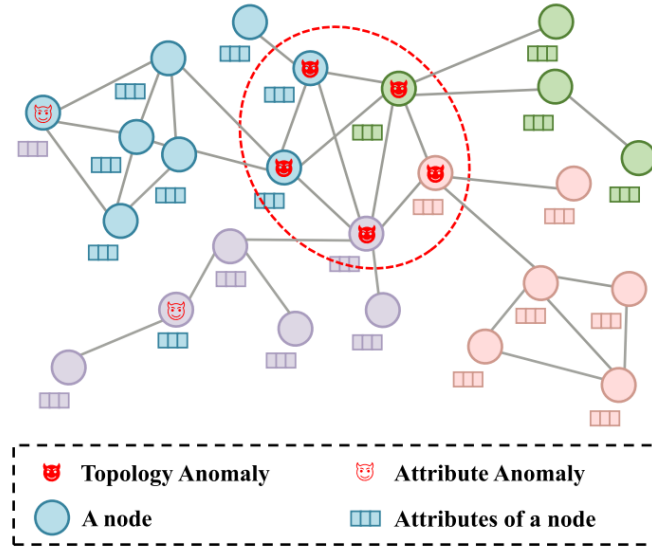 Topology Anomaly
Attribute Anomaly
A node
Attributes of a node